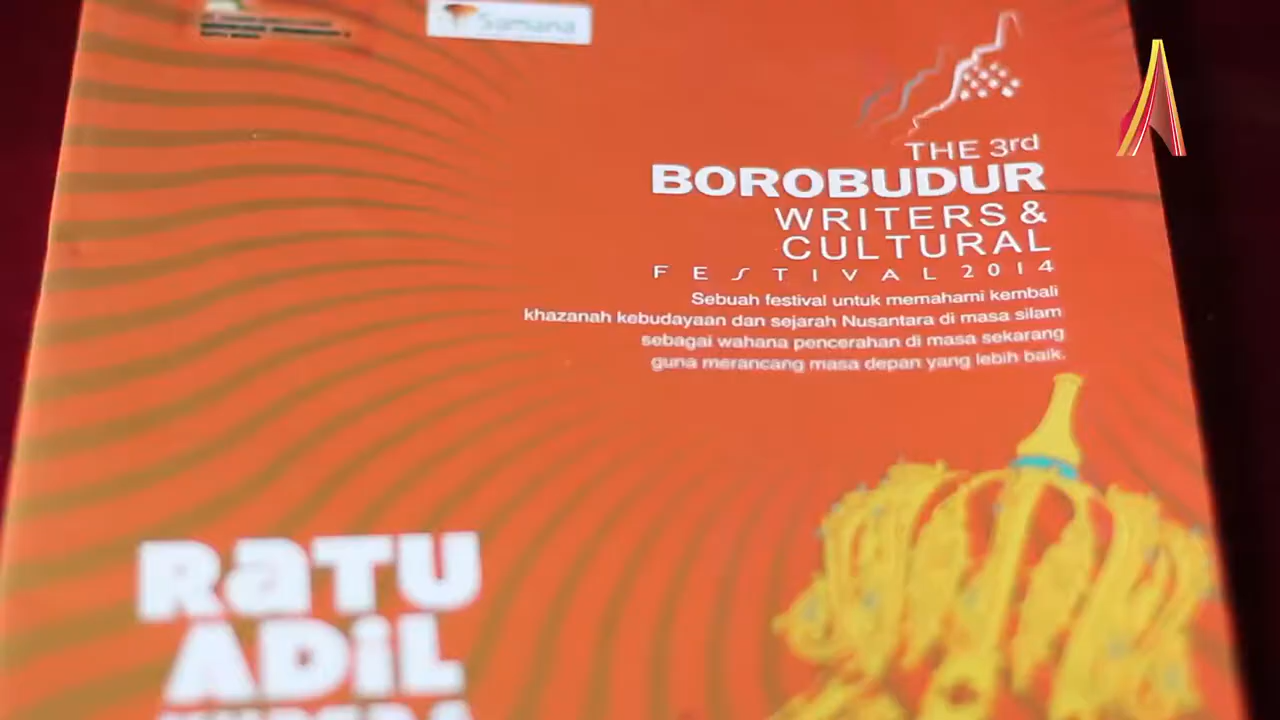 Samana
THE 3rd
BOROBUDUR
WRITERS &
CULTURAL
FESTIVAL 2014
Sebuah festival untuk memahami kembali
khazanah kebudayaan dan sejarah Nusantara di masa silam
sebagai wahana pencerahan di masa sekarang
guna merancang masa depan yang lebih baik.
RaTU
ADiL